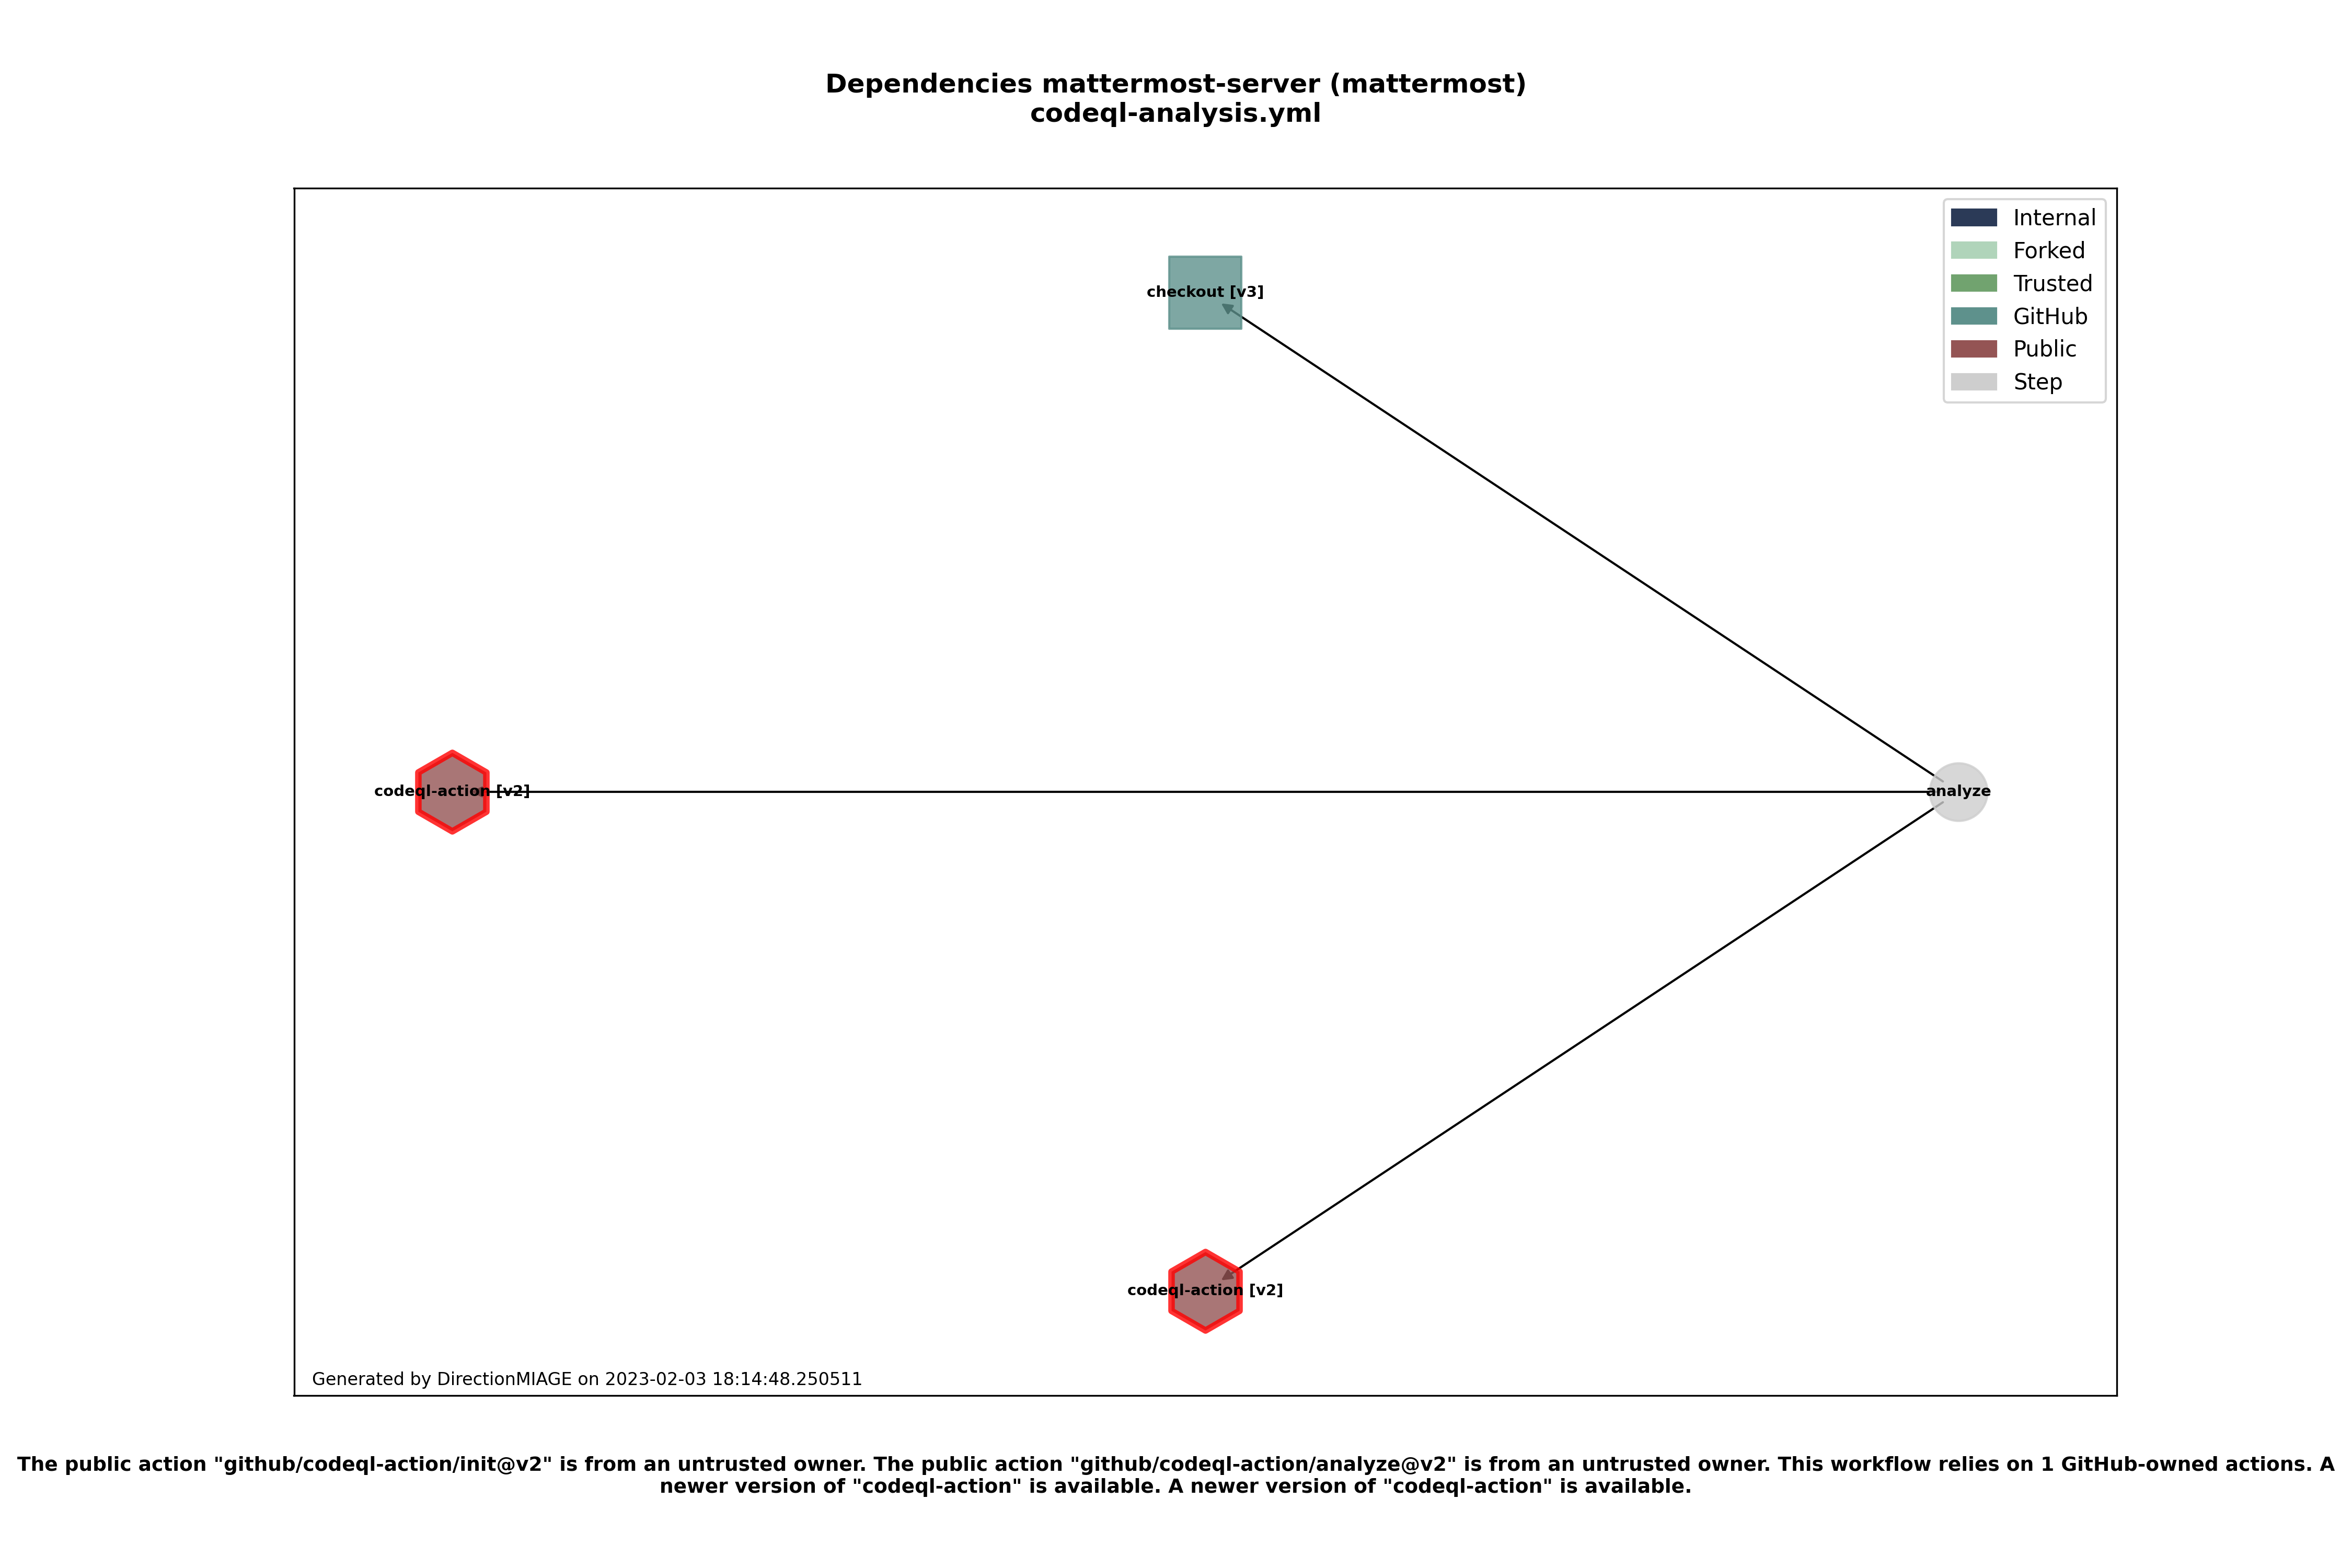 Dependencies mattermost-server (mattermost)
codeql-analysis.yml
Internal
Forked
Trusted
GitHub
Public
Step
checkout [v3]
codeql-action [v2]
analyze
codeql-action [v2]
Generated by DirectionMIAGE on 2023-02-03 18:14:48.250511
The public action "github/codeql-action/init@v2" is from an untrusted owner. The public action "github/codeql-action/analyze@v2" is from an untrusted owner. This workflow relies on 1 GitHub-owned actions. A
newer version of "codeql-action" is available. A newer version of "codeql-action" is available.